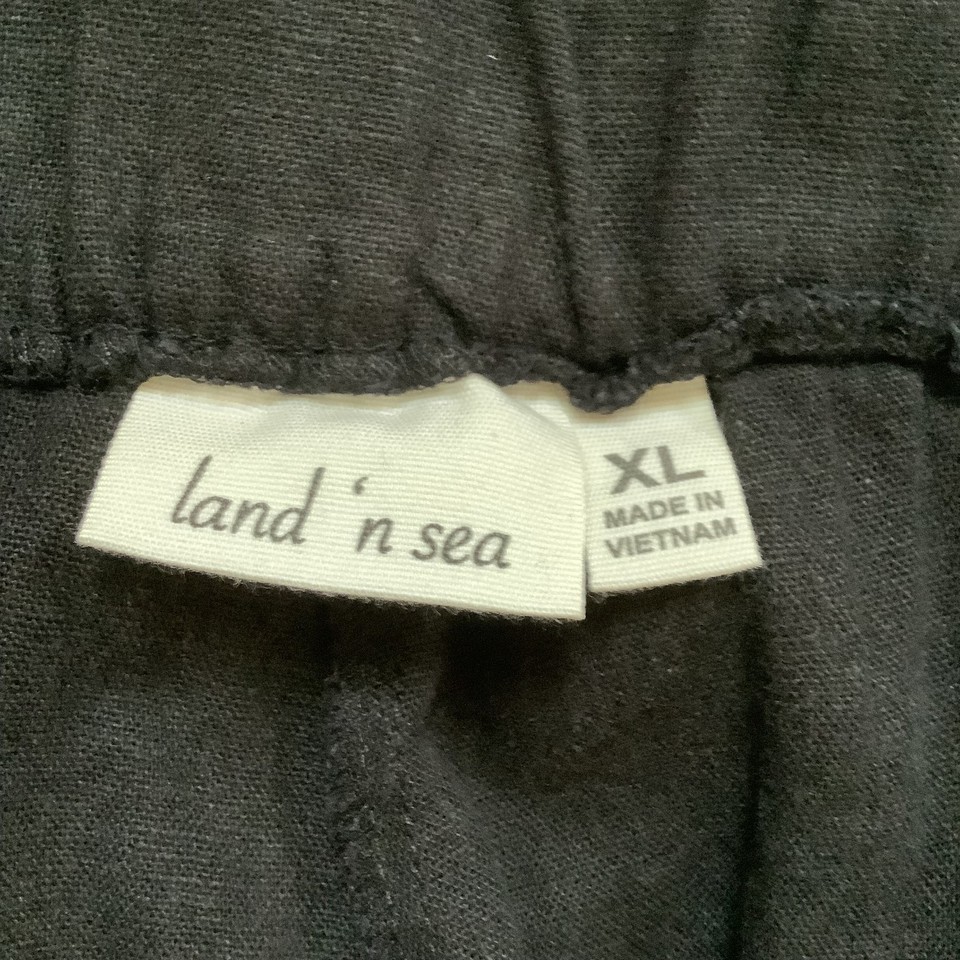 land 'n sea
XL
MADE IN
VIETNAM